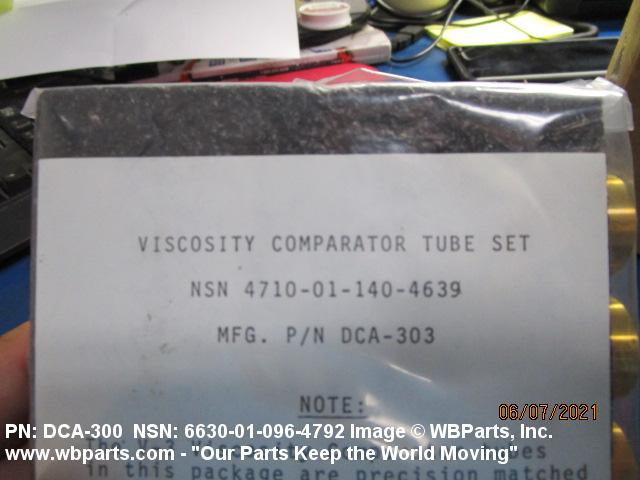 VISCOSITY COMPARATOR TUBE SET
NSN 4710-01-140-4639
MFG. P/N DCA-303
NOTE:
in this package are precision matched
06/07/2021
PN: DCA-300 NSN: 6630-01-096-4792 Image © WBParts, Inc.
www.wbparts.com - "Our Parts Keep the World Moving"